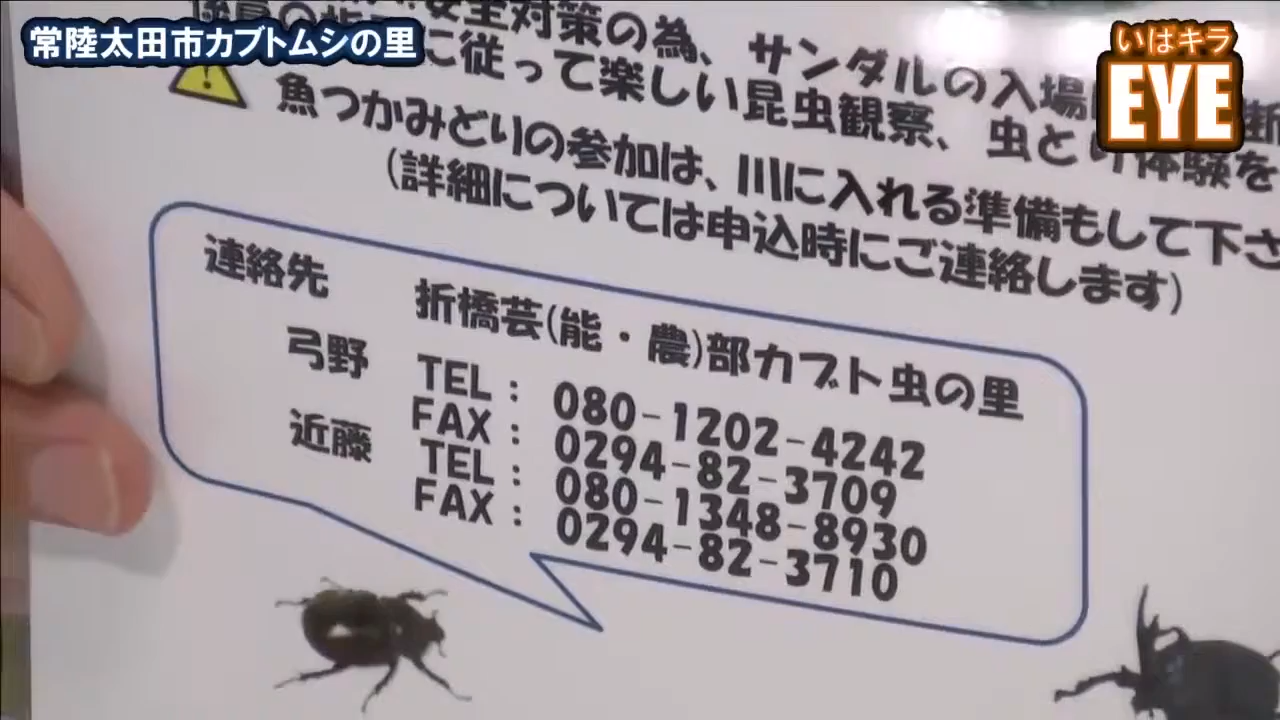 常陸太田市カブトムシの里
いばキラ
EYE
安全対策の為、サンダルの入場
に従って楽しい昆虫観察、虫とり体験を
魚つかみどりの参加は、川に入れる準備もして下さ
(詳細については申込時にご連絡します)
連絡先
折橋芸(能・農)部カブト虫の里
弓野 TEL: 080-1202-4242
FAX: 0294-82-3709
近藤 TEL: 080-1348-8930
FAX: 0294-82-3710